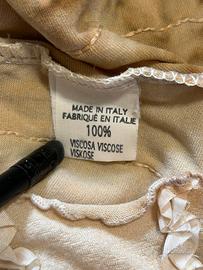 MADE IN ITALY
FABRIQUÉ EN ITALIE
100%
VISCOSA VISCOSE
VISKOSE